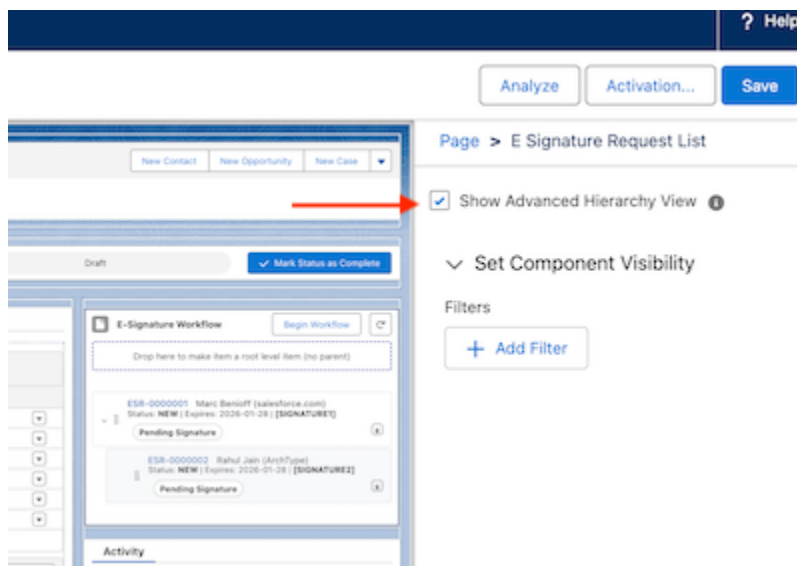 ? Help
Analyze
Activation...
Save
Page > E Signature Request List
New Contact
New Opportunity
New Case
Show Advanced Hierarchy View
Draft
Mark Status as Complete
Set Component Visibility
Filters
+ Add Filter
E-Signature Workflow
Begin Workflow
Drop here to make item a root level item (no parent)
ESR-0000001 Marc Benioff (salesforce.com)
Status: NEW | Expires: 2026-01-28 | [SIGNATURE1]
Pending Signature
ESR-0000002 Rahul Jain (ArchType)
Status: NEW | Expires: 2026-01-28 | [SIGNATURE2]
Pending Signature
Activity